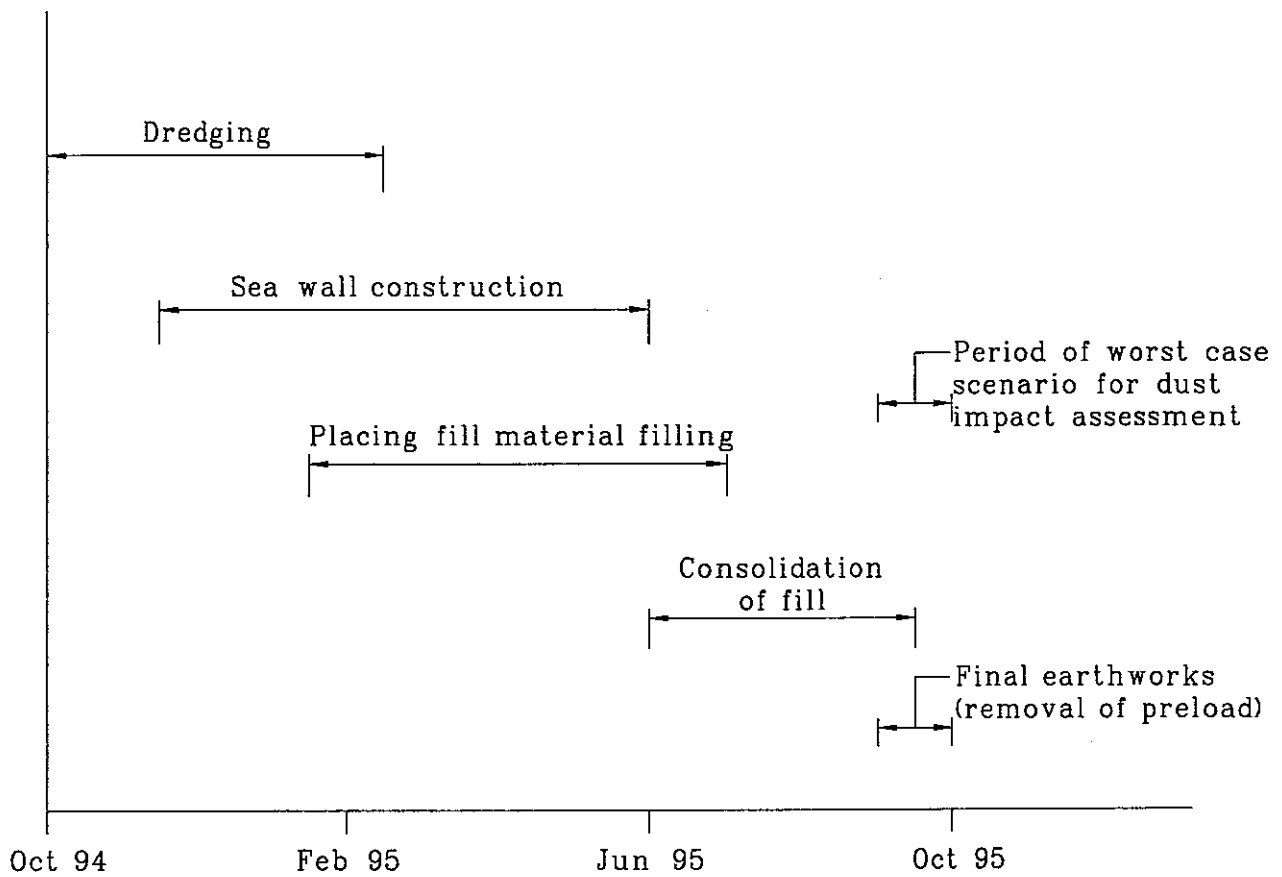 Dredging
Sea wall construction
Period of worst case
scenario for dust
impact assessment
Placing fill material filling
Consolidation
of fill
Final earthworks
(removal of preload)
Oct 94
Feb 95
Jun 95
Oct 95